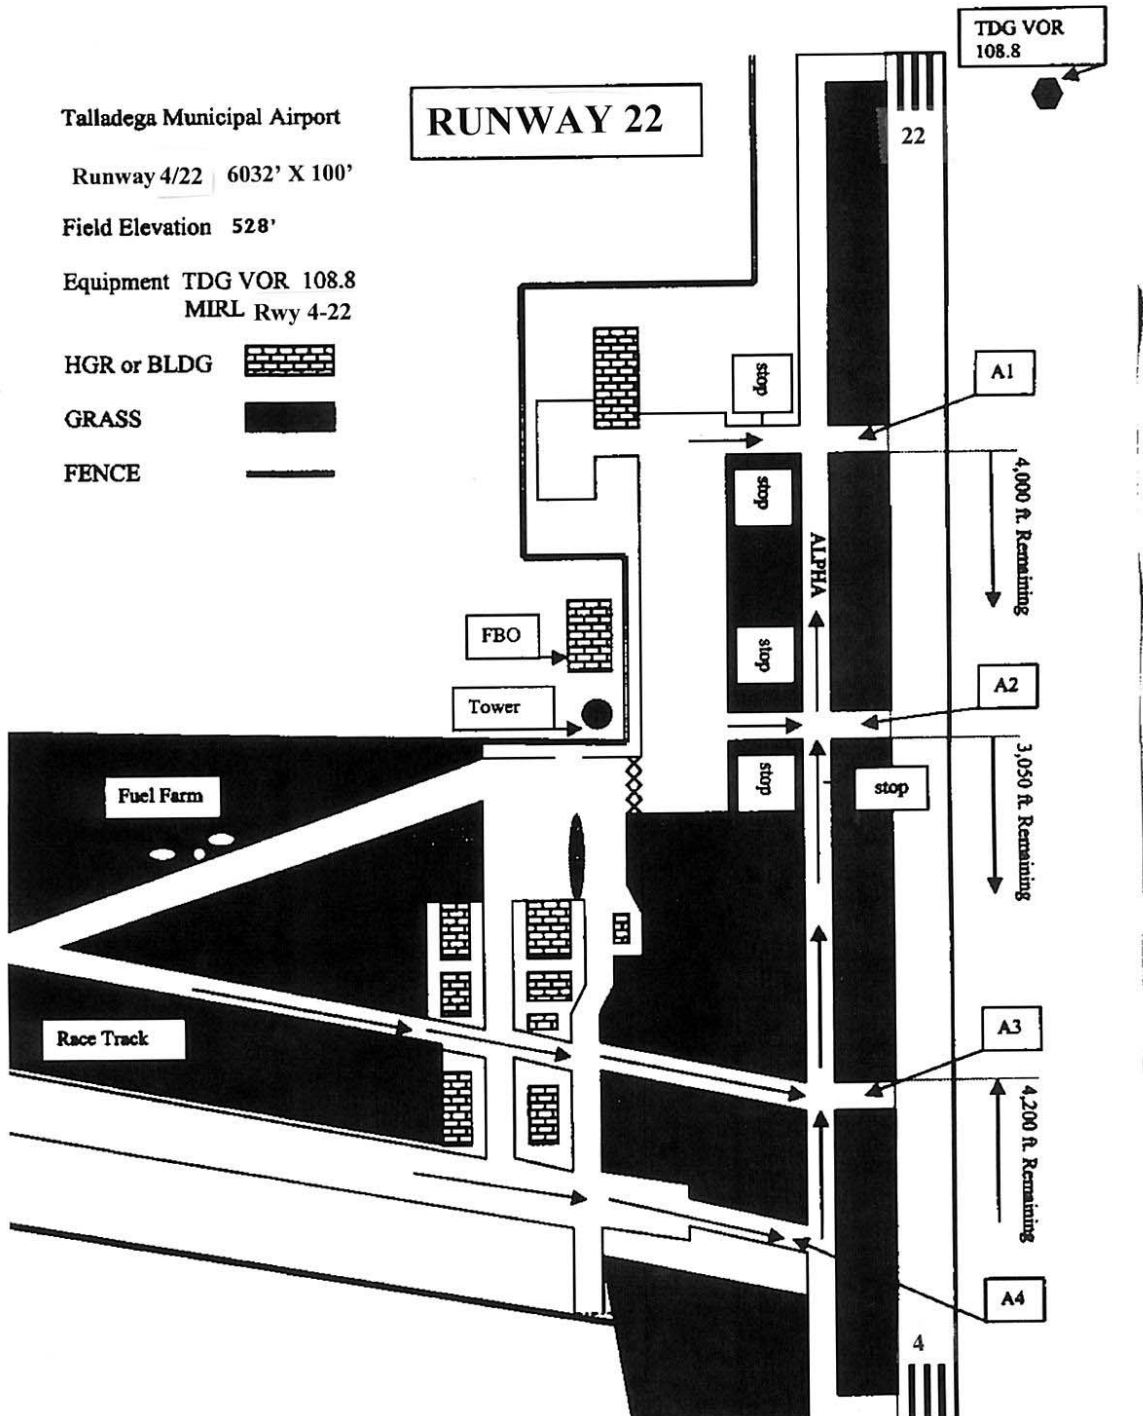 TDG VOR
108.8
Talladega Municipal Airport
RUNWAY 22
Runway 4/22 6032' X 100'
Field Elevation 528'
Equipment TDG VOR 108.8
MIRL Rwy 4-22
HGR or BLDG
GRASS
FENCE
22
stop
A1
stop
4,000 ft. Remaining
ALPHA
FBO
stop
Tower
A2
stop
stop
3,050 ft. Remaining
Fuel Farm
Race Track
A3
4,200 ft. Remaining
A4
4